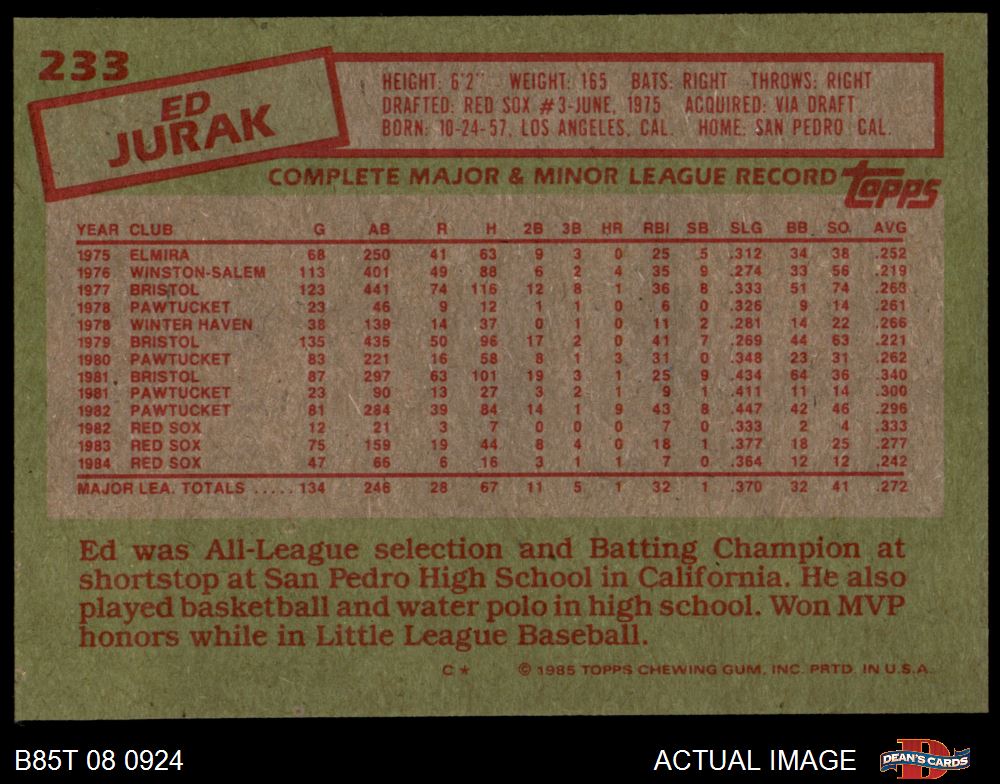 233
ED
JURAK
HEIGHT: 6'2" WEIGHT: 165 BATS: RIGHT THROWS: RIGHT
DRAFTED: RED SOX #3-JUNE, 1975 ACQUIRED: VIA DRAFT
BORN: 10-24-57, LOS ANGELES, CAL. HOME: SAN PEDRO CAL.
COMPLETE MAJOR & MINOR LEAGUE RECORD topps
YEAR CLUB G AB R H 2B 3B HR RBI SB SLG BB SO AVG
1975 ELMIRA 68 250 41 63 9 3 0 25 5 .312 34 38 .252
1976 WINSTON-SALEM 113 401 49 88 6 2 4 35 9 .274 33 56 .219
1977 BRISTOL 123 441 74 116 12 8 1 36 8 .333 51 74 .263
1978 PAWTUCKET 23 46 9 12 1 1 0 6 0 .326 9 14 .261
1978 WINTER HAVEN 38 139 14 37 0 1 0 11 2 .281 14 22 .266
1979 BRISTOL 135 435 50 96 17 2 0 41 7 .269 44 63 .221
1980 PAWTUCKET 83 221 16 58 8 1 3 31 0 .348 23 31 .262
1981 BRISTOL 87 297 63 101 19 3 1 25 9 .434 64 36 .340
1981 PAWTUCKET 23 90 13 27 3 2 1 9 1 .411 11 14 .300
1982 PAWTUCKET 81 284 39 84 14 1 9 43 8 .447 42 46 .296
1982 RED SOX 12 21 3 7 0 0 0 7 0 .333 2 4 .333
1983 RED SOX 75 159 19 44 8 4 0 18 1 .377 18 25 .277
1984 RED SOX 47 66 6 16 3 1 1 7 0 .364 12 12 .242
MAJOR LEA. TOTALS ..... 134 246 28 67 11 5 1 32 1 .370 32 41 .272
Ed was All-League selection and Batting Champion at
shortstop at San Pedro High School in California. He also
played basketball and water polo in high school. Won MVP
honors while in Little League Baseball.
C* © 1985 TOPPS CHEWING GUM, INC. PRTD. IN U.S.A.
B85T 08 0924 ACTUAL IMAGE DEAN'S CARDS